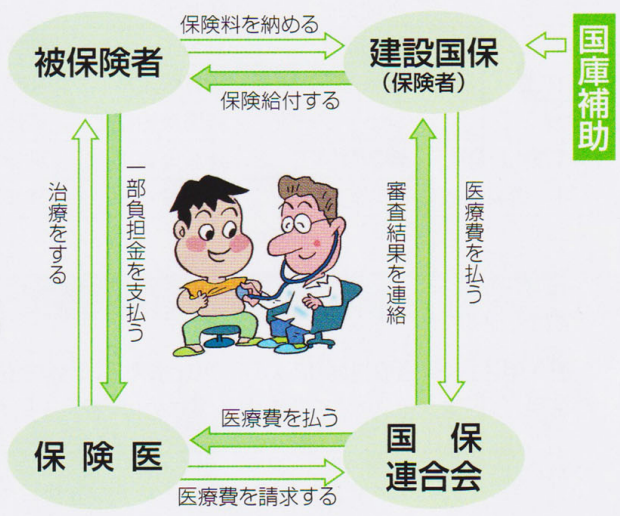 保険料を納める
被保険者
建設国保
（保険者）
国庫補助
保険給付する
治療をする
一部負担金を支払う
審査結果を連絡
医療費を払う
医療費を払う
保険医
国保
連合会
医療費を請求する